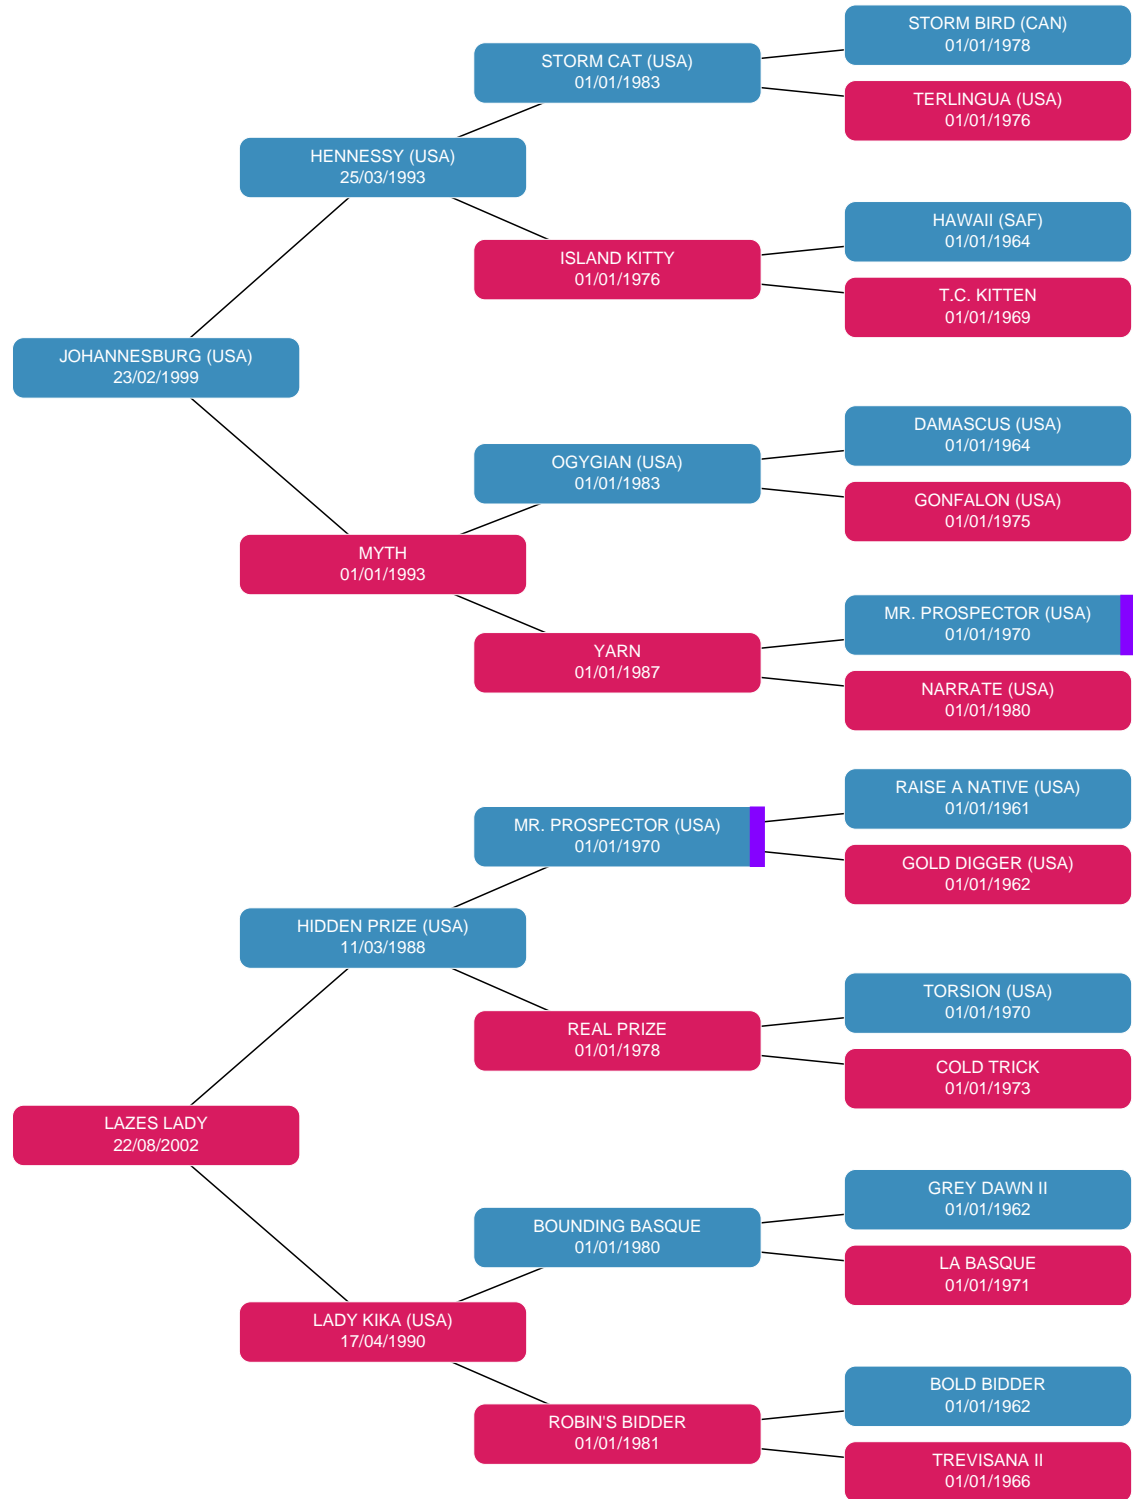 STORM BIRD (CAN)
01/01/1978
STORM CAT (USA)
01/01/1983
TERLINGUA (USA)
01/01/1976
HENNESSY (USA)
25/03/1993
HAWAII (SAF)
01/01/1964
ISLAND KITTY
01/01/1976
T.C. KITTEN
01/01/1969
JOHANNESBURG (USA)
23/02/1999
DAMASCUS (USA)
01/01/1964
OGYGIAN (USA)
01/01/1983
GONFALON (USA)
01/01/1975
MYTH
01/01/1993
MR. PROSPECTOR (USA)
01/01/1970
YARN
01/01/1987
NARRATE (USA)
01/01/1980
RAISE A NATIVE (USA)
01/01/1961
MR. PROSPECTOR (USA)
01/01/1970
GOLD DIGGER (USA)
01/01/1962
HIDDEN PRIZE (USA)
11/03/1988
TORSION (USA)
01/01/1970
REAL PRIZE
01/01/1978
COLD TRICK
01/01/1973
LAZES LADY
22/08/2002
GREY DAWN II
01/01/1962
BOUNDING BASQUE
01/01/1980
LA BASQUE
01/01/1971
LADY KIKA (USA)
17/04/1990
BOLD BIDDER
01/01/1962
ROBIN'S BIDDER
01/01/1981
TREVISANA II
01/01/1966